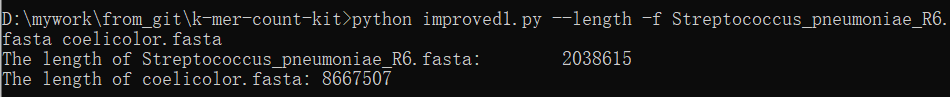 D:\mywork\from_git\k-mer-count-kit>python improved1.py --length -f Streptococcus_pneumoniae_R6.
fasta coelicolor.fasta
The length of Streptococcus_pneumoniae_R6.fasta: 2038615
The length of coelicolor.fasta: 8667507